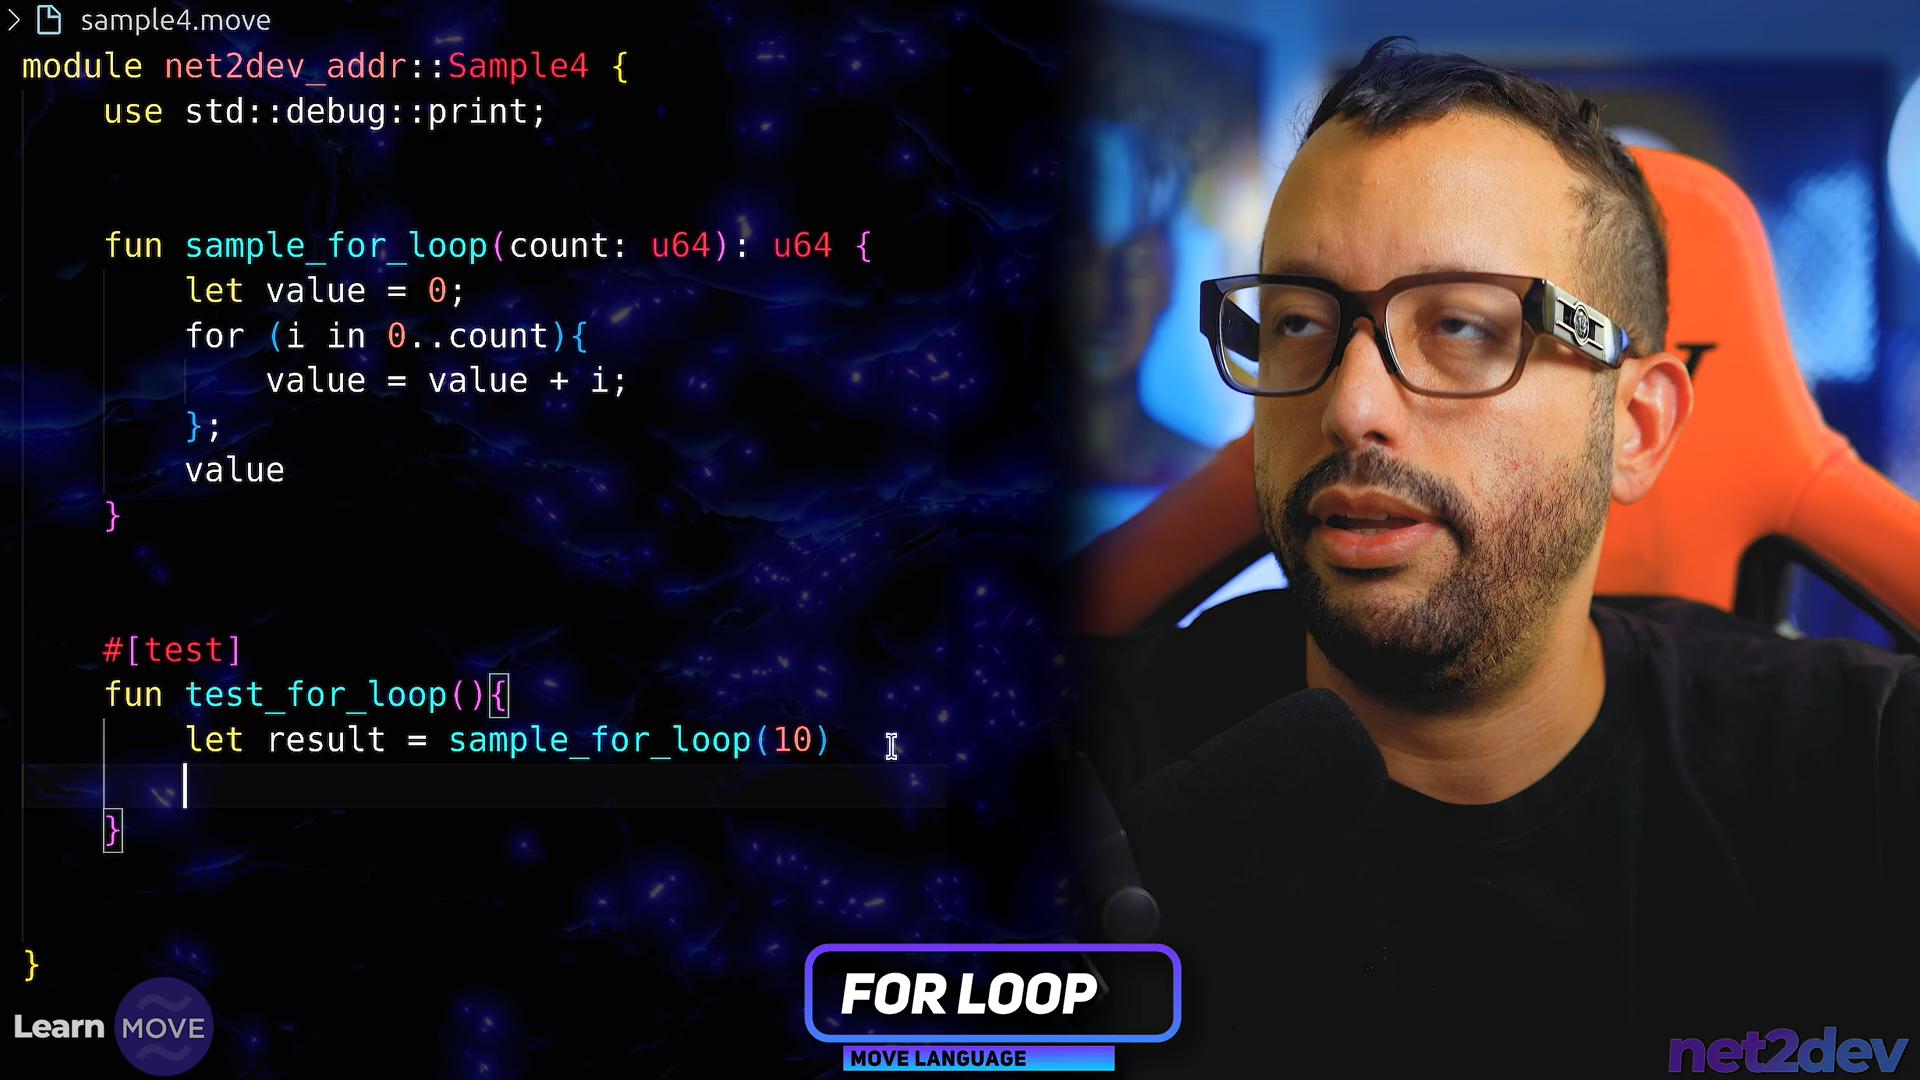 sample4.move
module net2dev_addr::Sample4 {
use std::debug::print;
fun sample_for_loop(count: u64): u64 {
let value = 0;
for (i in 0..count){
value = value + i;
};
value
}
#[test]
fun test_for_loop(){
let result = sample_for_loop(10)
}
}
Learn MOVE
FOR LOOP
MOVE LANGUAGE
net2dev